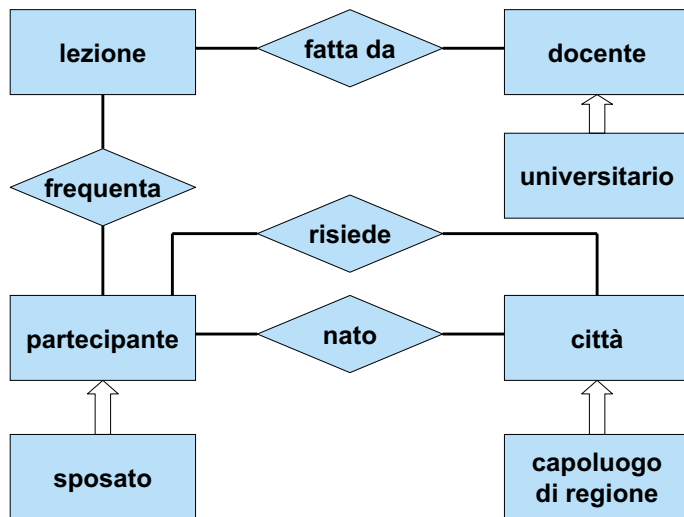 lezione
fatta da
docente
universitario
frequenta
risiede
partecipante
nato
città
sposato
capoluogo
di regione